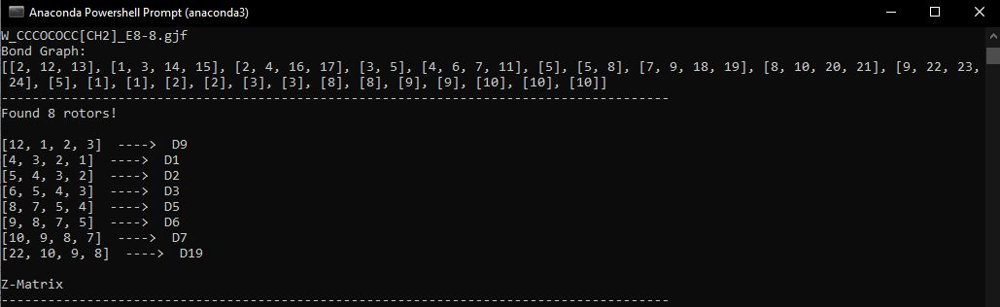 Anaconda Powershell Prompt (anaconda3)
W_CCCOCOCC[CH2]_E8-8.gjf
Bond Graph:
[[2, 12, 13], [1, 3, 14, 15], [2, 4, 16, 17], [3, 5], [4, 6, 7, 11], [5], [5, 8], [7, 9, 18, 19], [8, 10, 20, 21], [9, 22, 23,
 24], [5], [1], [1], [2], [2], [3], [3], [8], [8], [9], [9], [10], [10], [10]]
--------------------------------------------------------------------------------------
Found 8 rotors!
[12, 1, 2, 3]  ---->  D9
[4, 3, 2, 1]  ---->  D1
[5, 4, 3, 2]  ---->  D2
[6, 5, 4, 3]  ---->  D3
[8, 7, 5, 4]  ---->  D5
[9, 8, 7, 5]  ---->  D6
[10, 9, 8, 7]  ---->  D7
[22, 10, 9, 8]  ---->  D19
Z-Matrix
--------------------------------------------------------------------------------------